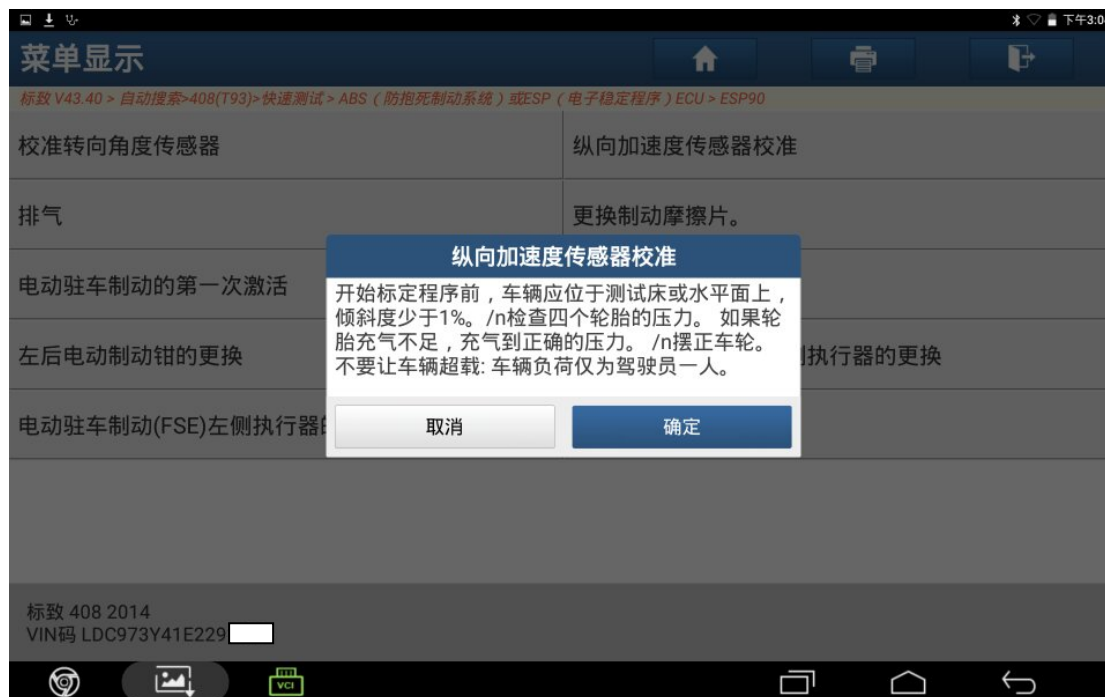 下午3:04
菜单显示
标致 V43.40 > 自动搜索>408(T93)>快速测试 > ABS（防抱死制动系统）或ESP（电子稳定程序）ECU > ESP90
校准转向角度传感器
纵向加速度传感器校准
排气
更换制动摩擦片。
纵向加速度传感器校准
电动驻车制动的第一次激活
开始标定程序前，车辆应位于测试床或水平面上，
倾斜度少于1%。/n检查四个轮胎的压力。 如果轮
胎充气不足，充气到正确的压力。 /n摆正车轮。
不要让车辆超载: 车辆负荷仅为驾驶员一人。
左后电动制动钳的更换
执行器的更换
电动驻车制动(FSE)左侧执行器
取消
确定
标致 408 2014
VIN码 LDC973Y41E229
VCI